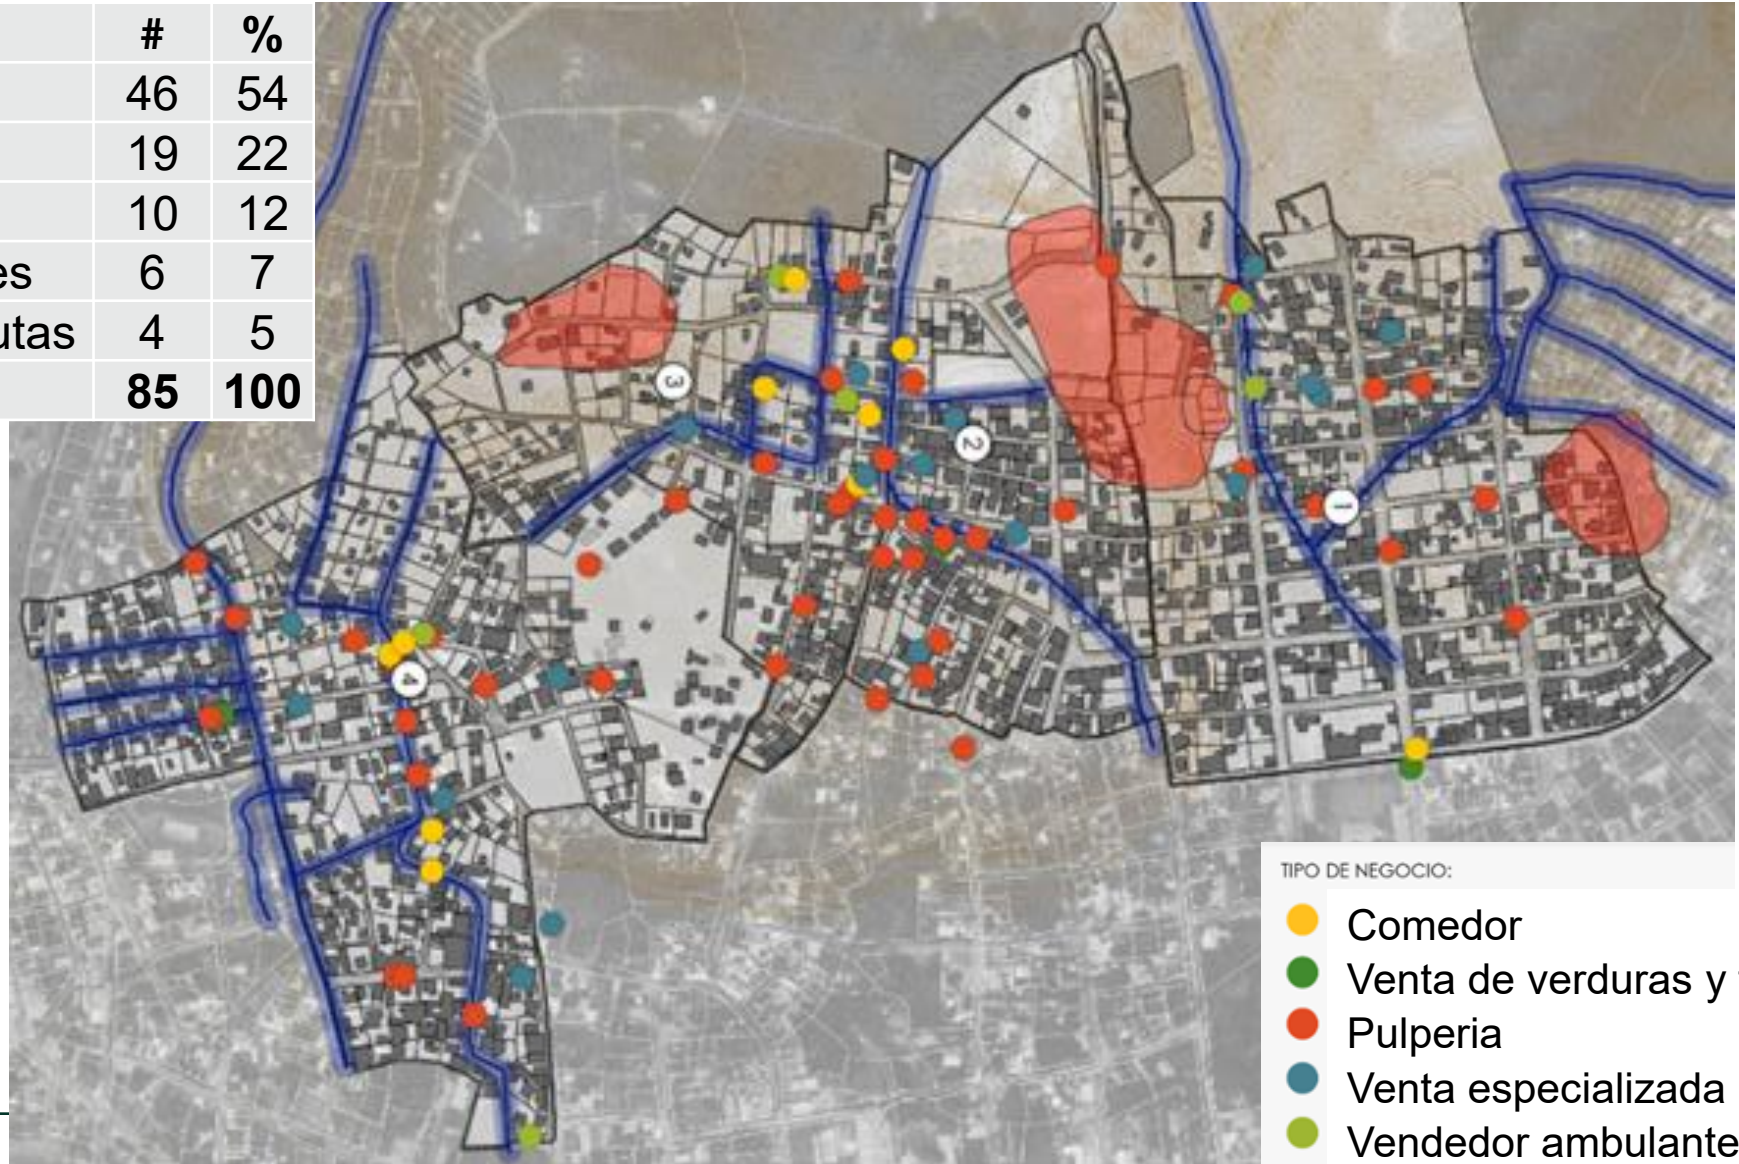 # %
46 54
19 22
10 12
es 6 7
utas 4 5
85 100
3
2
1
4
TIPO DE NEGOCIO:
Comedor
Venta de verduras y
Pulperia
Venta especializada
Vendedor ambulante